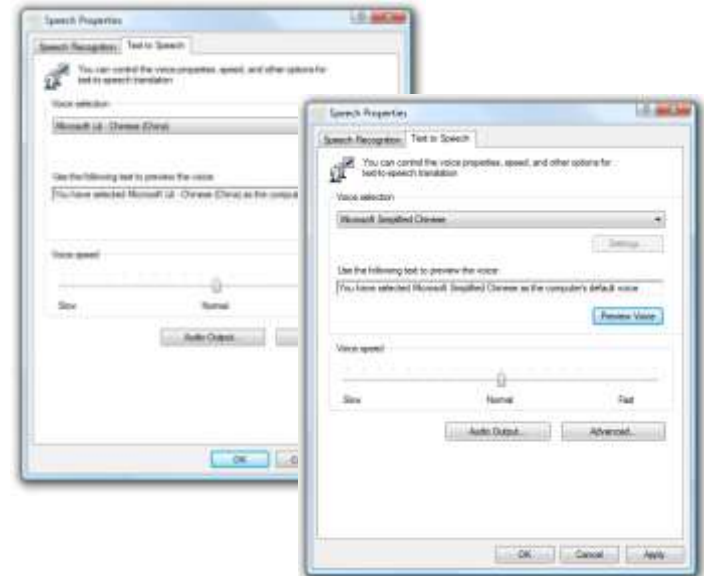 Speech Properties
Speech Recognition Text to Speech
You can control the voice properties, speed, and other options for
text-to-speech translation
Voice selection
Microsoft Lili - Chinese (China)
Use the following text to preview the voice:
You have selected Microsoft Lili - Chinese (China) as the
Voice speed
Slow Normal
Audio Output...
OK
Speech Properties
Speech Recognition Text to Speech
You can control the voice properties, speed, and other options for
text-to-speech translation
Voice selection
Microsoft Simplified Chinese
Settings...
Use the following text to preview the voice:
You have selected Microsoft Simplified Chinese as the computer's default voice
Preview Voice
Voice speed
Slow Normal Fast
Audio Output... Advanced...
OK Cancel Apply